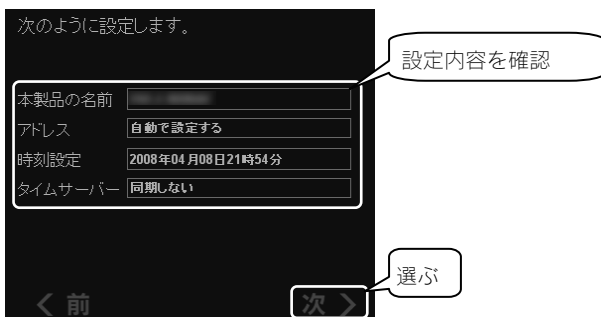 次のように設定します。
設定内容を確認
本製品の名前
アドレス 自動で設定する
時刻設定 2008年04月08日21時54分
タイムサーバー 同期しない
選ぶ
< 前 次 >